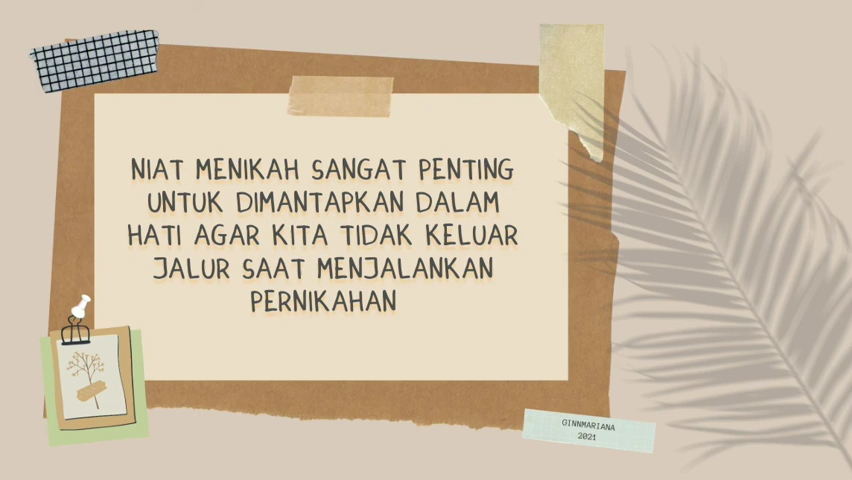 NIAT MENIKAH SANGAT PENTING
UNTUK DIMANTAPKAN DALAM
HATI AGAR KITA TIDAK KELUAR
JALUR SAAT MENJALANKAN
PERNIKAHAN
GINNMARIANA
2021